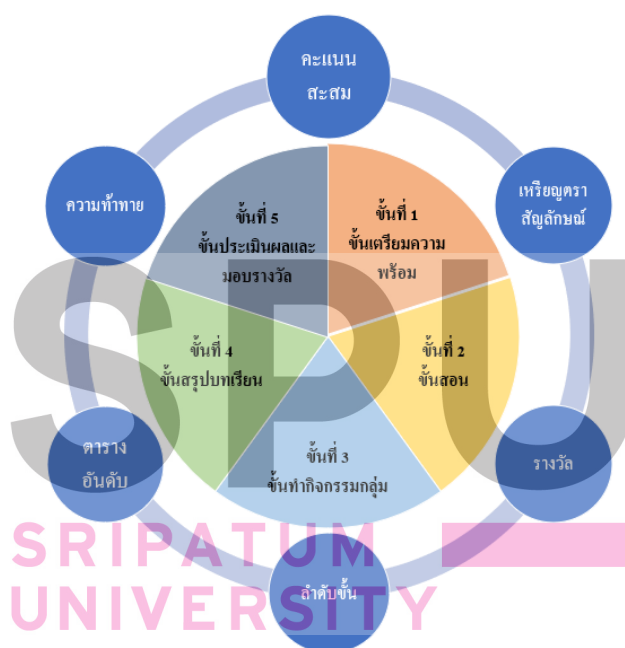 คะแนน
สะสม
เหรียญตรา
สัญลักษณ์
รางวัล
ลำดับขั้น
ตาราง
อันดับ
ความท้าทาย
ขั้นที่ 1
ขั้นเตรียมความ
พร้อม
ขั้นที่ 2
ขั้นสอน
ขั้นที่ 3
ขั้นทำกิจกรรมกลุ่ม
ขั้นที่ 4
ขั้นสรุปบทเรียน
ขั้นที่ 5
ขั้นประเมินผลและ
มอบรางวัล
SPU
SRIPATUM
UNIVERSITY